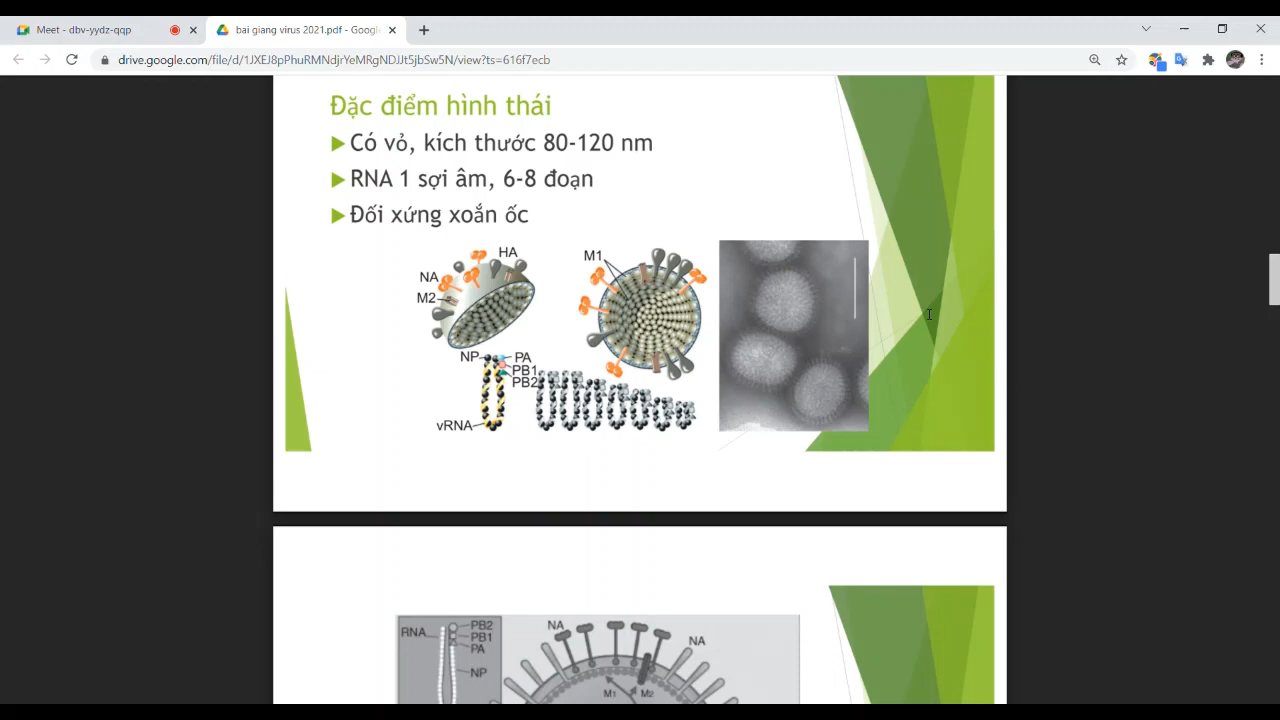 Meet - dbv-yydz-qqp
bai giang virus 2021.pdf - Google
drive.google.com/file/d/1JXEJ8pPhuRMNdjrYeMRgNDJJt5jbSw5N/view?ts=616f7ecb
Đặc điểm hình thái
Có vỏ, kích thước 80-120 nm
RNA 1 sợi âm, 6-8 đoạn
Đối xứng xoắn ốc
HA
NA
M2
M1
NP
PA
PB1
PB2
vRNA
RNA
PB2
PB1
PA
NP
NA
NA
M1
M2